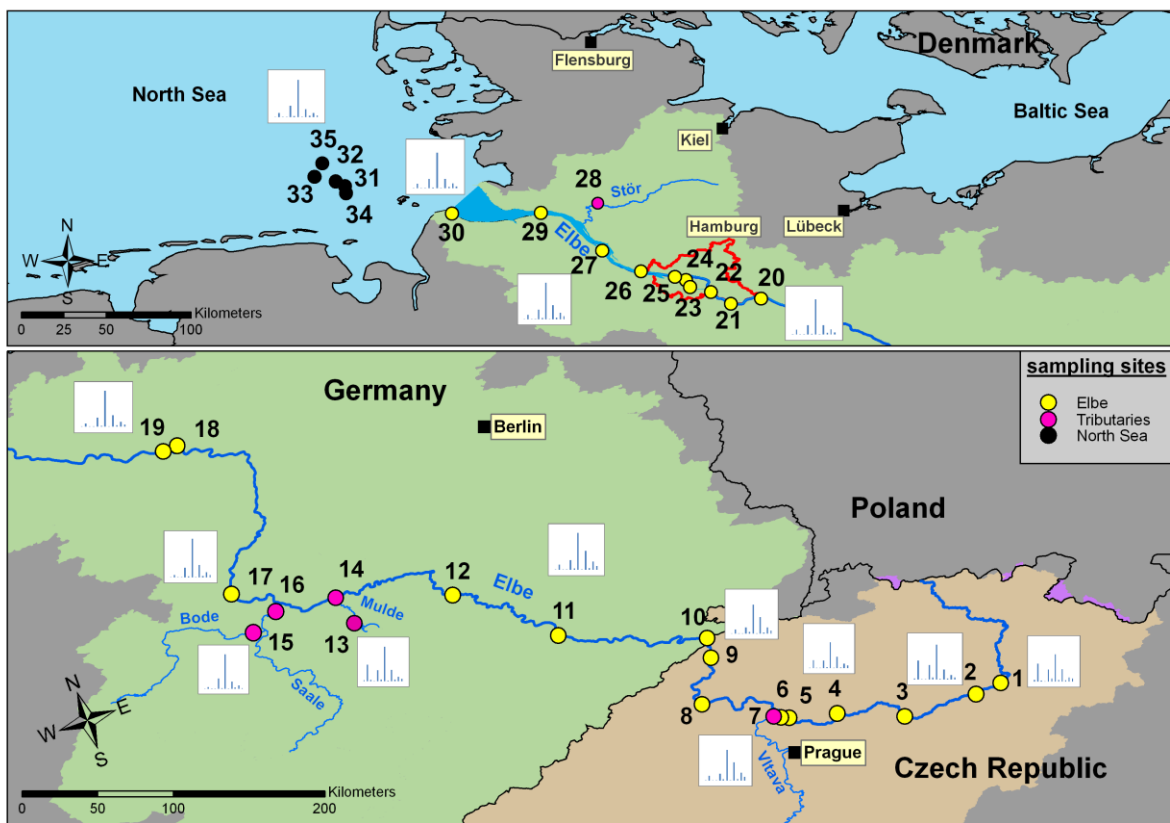 Denmark
Flensburg
North Sea
Baltic Sea
Kiel
35
32
31
33
34
28
Stör
Hamburg
Lübeck
30
29
Elbe
27
24
22
20
26
25
23
21
N
W E
S
Kilometers
0 25 50 100
Germany
sampling sites
Elbe
Tributaries
North Sea
Berlin
19 18
Poland
17 16 14 12 Elbe
11
10
Bode
Mulde
15
13
9
Saale
8
7
6
5
4
3
2
1
Prague
Vltava
Czech Republic
N
W E
S
Kilometers
0 50 100 200